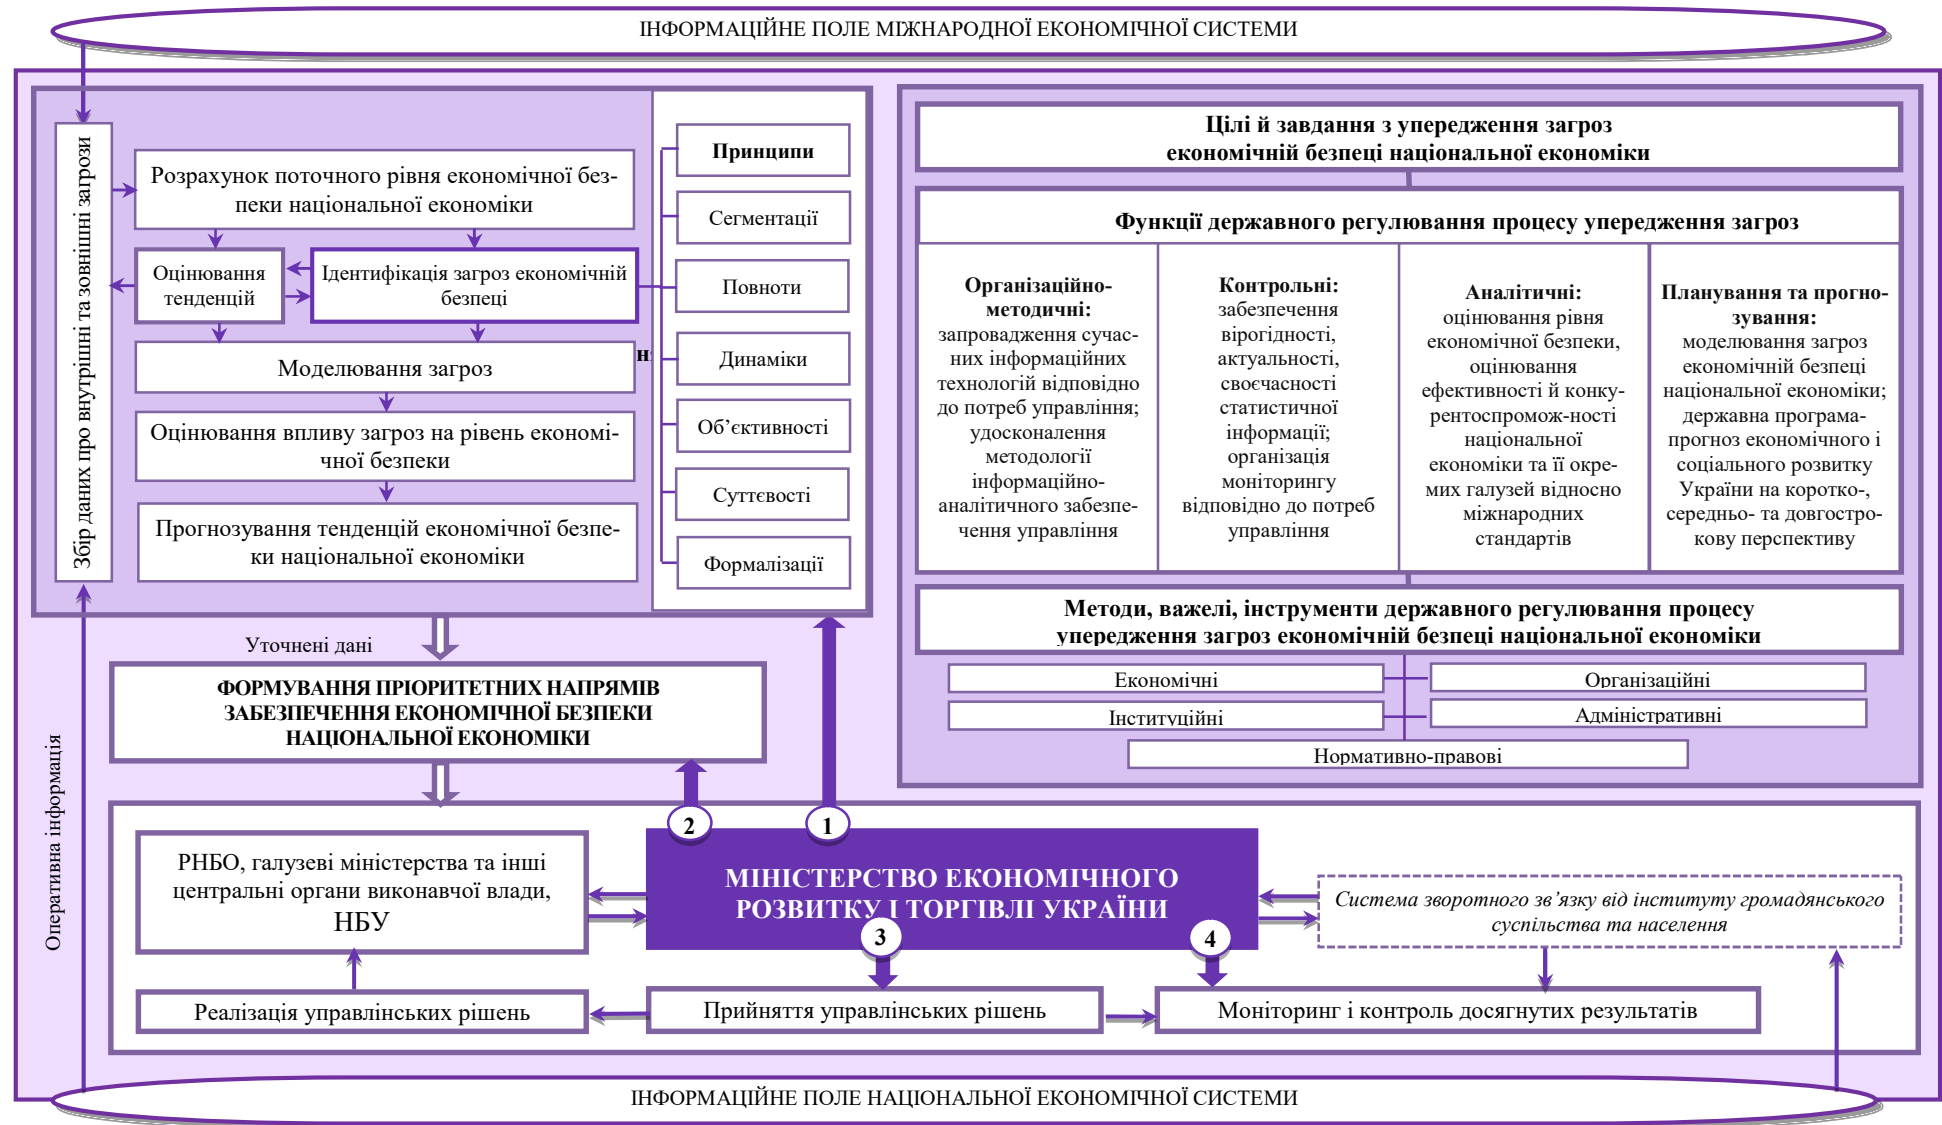 ІНФОРМАЦІЙНЕ ПОЛЕ МІЖНАРОДНОЇ ЕКОНОМІЧНОЇ СИСТЕМИ
Збір даних про внутрішні та зовнішні загрози
Розрахунок поточного рівня економічної без-
пеки національної економіки
Оцінювання
тенденцій
Ідентифікація загроз економічній
безпеці
Моделювання загроз
Оцінювання впливу загроз на рівень економі-
чної безпеки
Прогнозування тенденцій економічної безпе-
ки національної економіки
Принципи
Сегментації
Повноти
Динаміки
Об’єктивності
Суттєвості
Формалізації
Цілі й завдання з упередження загроз
економічній безпеці національної економіки
Функції державного регулювання процесу упередження загроз
Організаційно-
методичні:
запровадження сучас-
них інформаційних
технологій відповідно
до потреб управління;
удосконалення
методології
інформаційно-
аналітичного забезпе-
чення управління
Контрольні:
забезпечення
вірогідності,
актуальності,
своєчасності
статистичної
інформації;
організація
моніторингу
відповідно до потреб
управління
Аналітичні:
оцінювання рівня
економічної безпеки,
оцінювання
ефективності й конку-
рентоспромож-ності
національної
економіки та її окре-
мих галузей відносно
міжнародних
стандартів
Планування та прогно-
зування:
моделювання загроз
економічній безпеці
національної економіки;
державна програма-
прогноз економічного і
соціального розвитку
України на коротко-,
середньо- та довгостро-
кову перспективу
Методи, важелі, інструменти державного регулювання процесу
упередження загроз економічній безпеці національної економіки
Економічні
Організаційні
Інституційні
Адміністративні
Нормативно-правові
Уточнені дані
ФОРМУВАННЯ ПРІОРИТЕТНИХ НАПРЯМІВ
ЗАБЕЗПЕЧЕННЯ ЕКОНОМІЧНОЇ БЕЗПЕКИ
НАЦІОНАЛЬНОЇ ЕКОНОМІКИ
Оперативна інформація
2
1
РНБО, галузеві міністерства та інші
центральні органи виконавчої влади,
НБУ
МІНІСТЕРСТВО ЕКОНОМІЧНОГО
РОЗВИТКУ І ТОРГІВЛІ УКРАЇНИ
3
4
Система зворотного зв’язку від інституту громадянського
суспільства та населення
Реалізація управлінських рішень
Прийняття управлінських рішень
Моніторинг і контроль досягнутих результатів
ІНФОРМАЦІЙНЕ ПОЛЕ НАЦІОНАЛЬНОЇ ЕКОНОМІЧНОЇ СИСТЕМИ